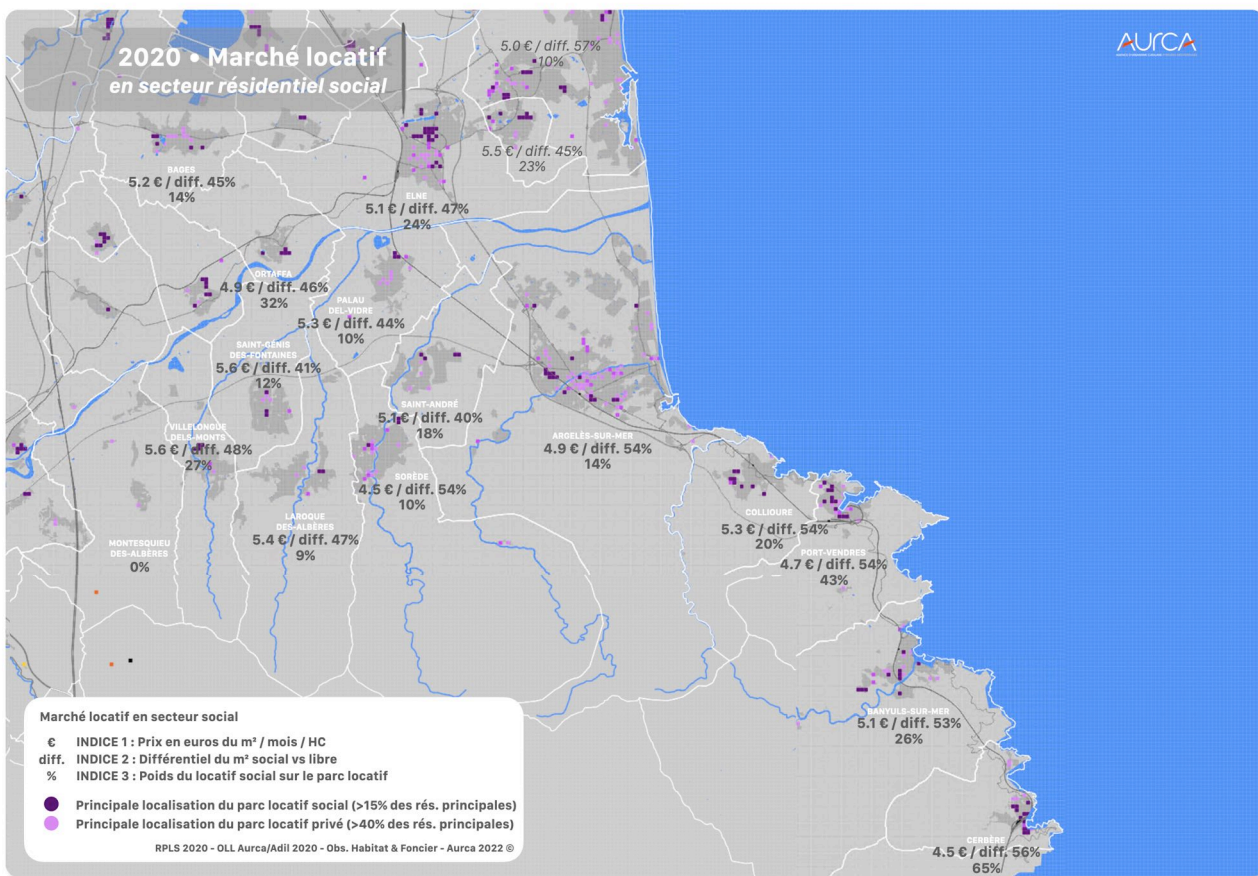 2020 • Marché locatif
en secteur résidentiel social
AURCA
5.0 € / diff. 57%
10%
5.5 € / diff. 45%
23%
BAGES
5.2 € / diff. 45%
14%
ELNE
5.1 € / diff. 47%
24%
ORTAFFA
4.9 € / diff. 46%
32%
PALAU
DEL-VIDRE
5.3 € / diff. 44%
10%
SAINT-GÉNIS
DES-FONTAINES
5.6 € / diff. 41%
12%
SAINT-ANDRÉ
5.1 € / diff. 40%
18%
VILLELONGUE
DELS-MONTS
5.6 € / diff. 48%
27%
ARGELÈS-SUR-MER
4.9 € / diff. 54%
14%
SORÈDE
4.5 € / diff. 54%
10%
LAROQUE
DES-ALBÈRES
5.4 € / diff. 47%
9%
MONTESQUIEU
DES-ALBÈRES
0%
COLLIOURE
5.3 € / diff. 54%
20%
PORT-VENDRES
4.7 € / diff. 54%
43%
BANYULS-SUR-MER
5.1 € / diff. 53%
26%
CERBÈRE
4.5 € / diff. 56%
65%
Marché locatif en secteur social
€ INDICE 1 : Prix en euros du m² / mois / HC
diff. INDICE 2 : Différentiel du m² social vs libre
% INDICE 3 : Poids du locatif social sur le parc locatif
Principale localisation du parc locatif social (>15% des rés. principales)
Principale localisation du parc locatif privé (>40% des rés. principales)
RPLS 2020 - OLL Aurca/Adil 2020 - Obs. Habitat & Foncier - Aurca 2022 ©